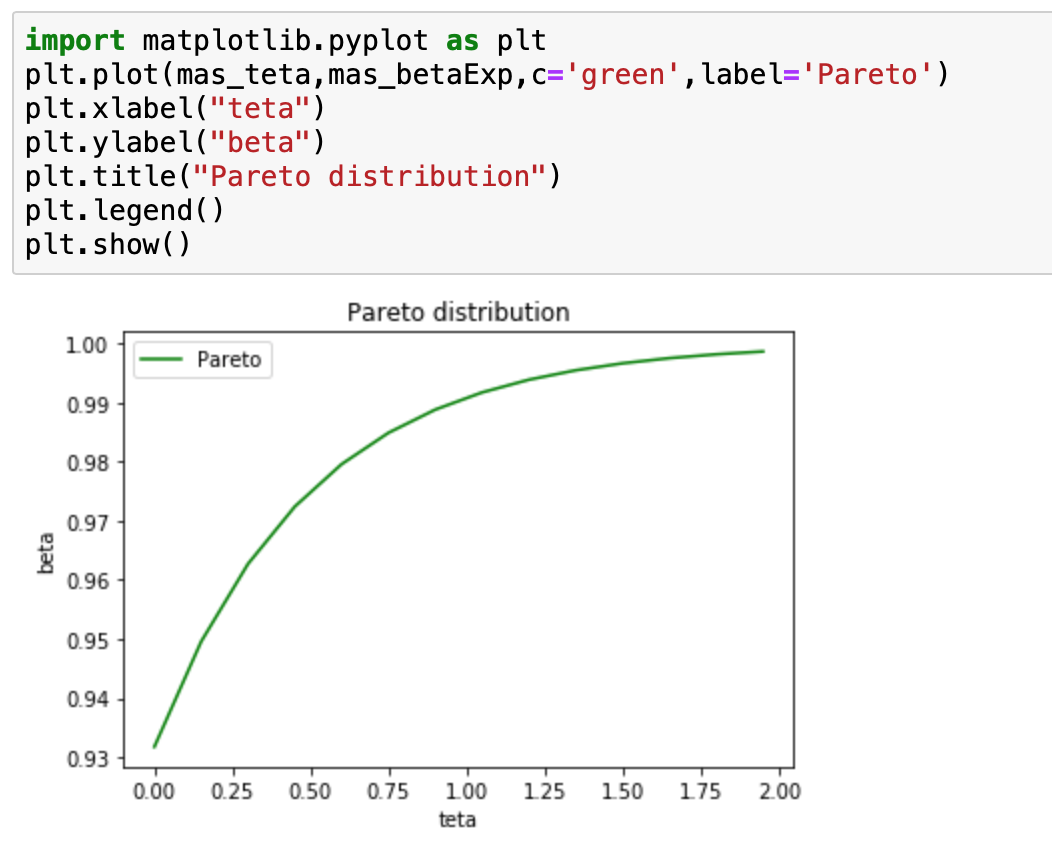 import matplotlib.pyplot as plt
plt.plot(mas_teta,mas_betaExp,c='green',label='Pareto')
plt.xlabel("teta")
plt.ylabel("beta")
plt.title("Pareto distribution")
plt.legend()
plt.show()
Pareto distribution
Pareto
1.00
0.99
0.98
0.97
0.96
0.95
0.94
0.93
beta
0.00 0.25 0.50 0.75 1.00 1.25 1.50 1.75 2.00
teta